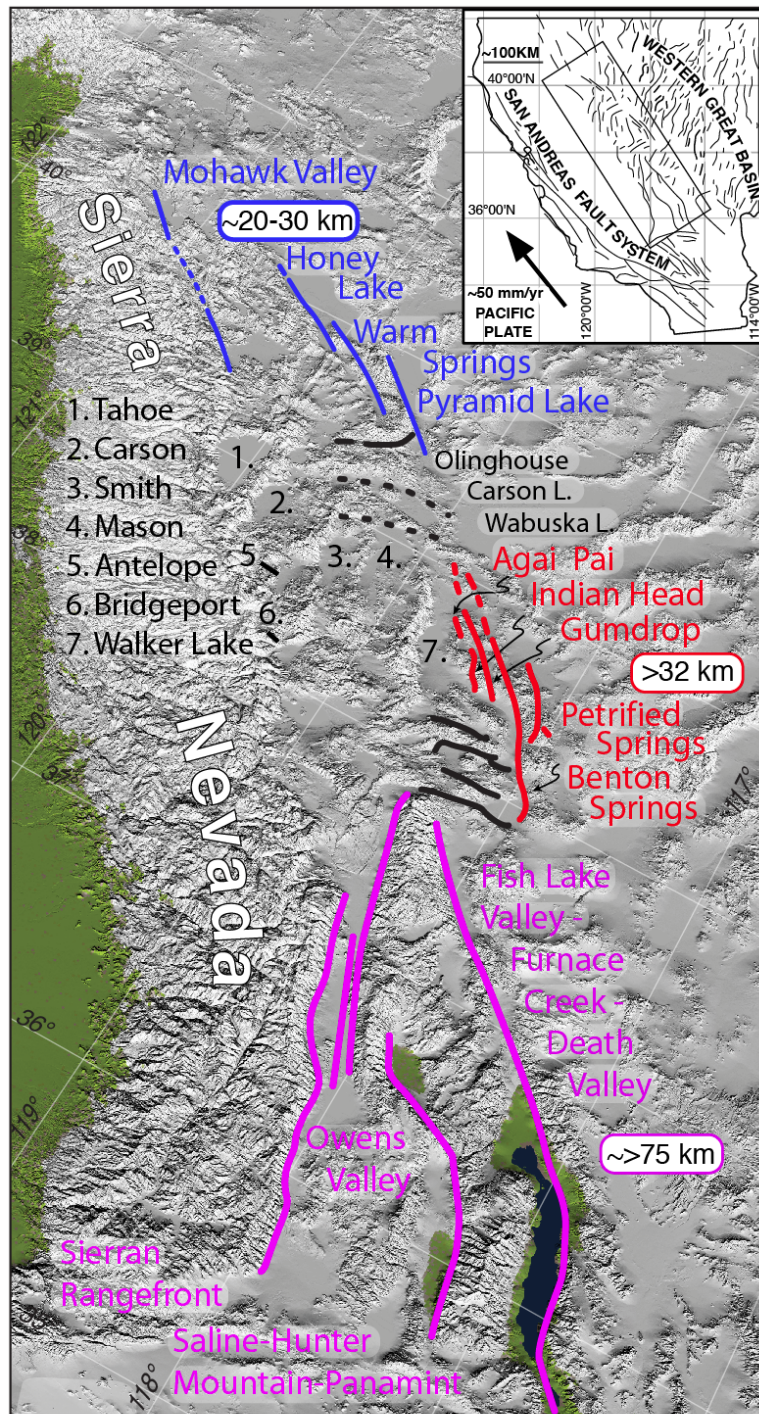 ~100KM
40°00'N
WESTERN GREAT BASIN
SAN ANDREAS FAULT SYSTEM
36°00'N
~50 mm/yr
PACIFIC
PLATE
120°00'W
114°00'W
122°
40°
Mohawk Valley
~20-30 km
Sierra
Honey
Lake
Warm
Springs
Pyramid Lake
39°
121°
1. Tahoe
2. Carson
3. Smith
4. Mason
5. Antelope
6. Bridgeport
7. Walker Lake
1.
2.
3.
4.
5
6.
7.
Olinghouse
Carson L.
Wabuska L.
38°
Agai Pai
Indian Head
Gumdrop
>32 km
Petrified
Springs
Benton
Springs
120°
37°
117°
Nevada
Fish Lake
Valley -
Furnace
Creek -
Death
Valley
36°
119°
Owens
Valley
~>75 km
Sierran
Rangefront
Saline-Hunter
Mountain-Panamint
118°